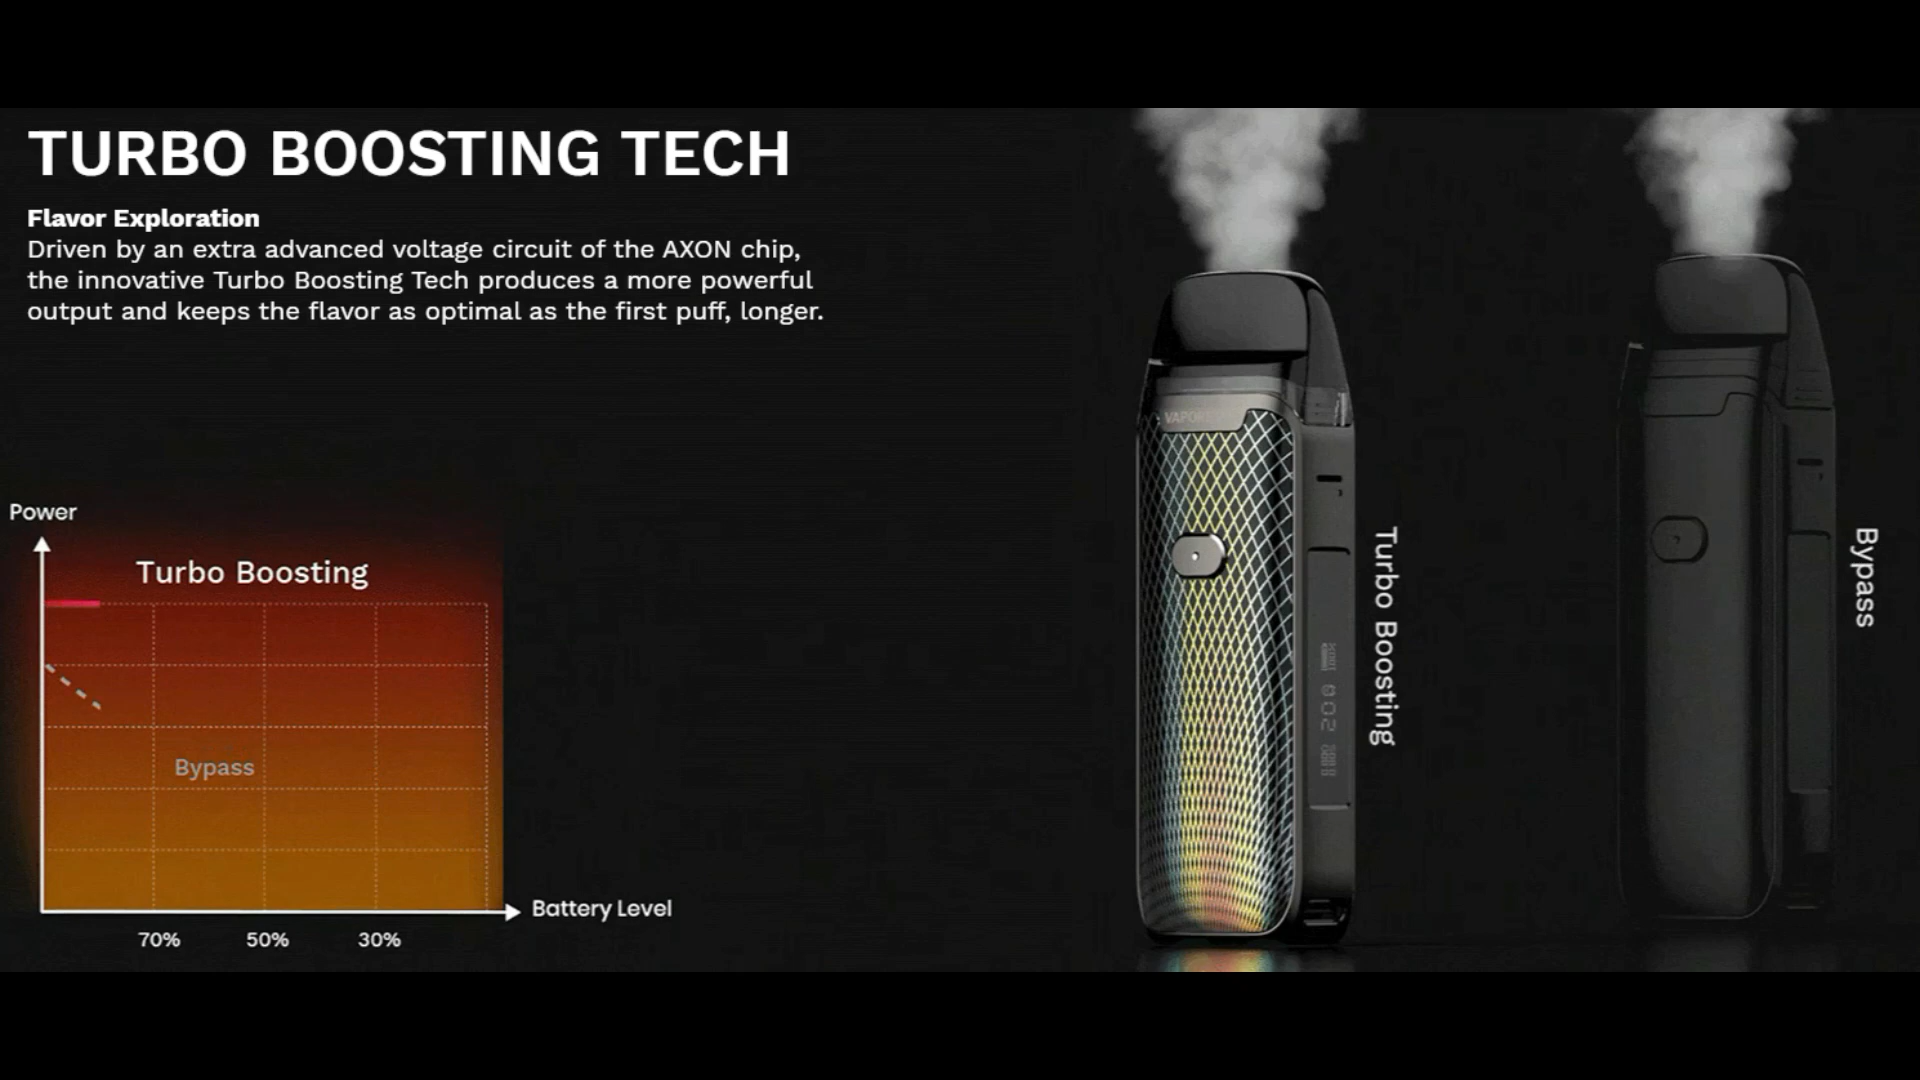 TURBO BOOSTING TECH
Flavor Exploration
Driven by an extra advanced voltage circuit of the AXON chip,
the innovative Turbo Boosting Tech produces a more powerful
output and keeps the flavor as optimal as the first puff, longer.
Power
Turbo Boosting
Bypass
Battery Level
70% 50% 30%
Turbo Boosting
Bypass